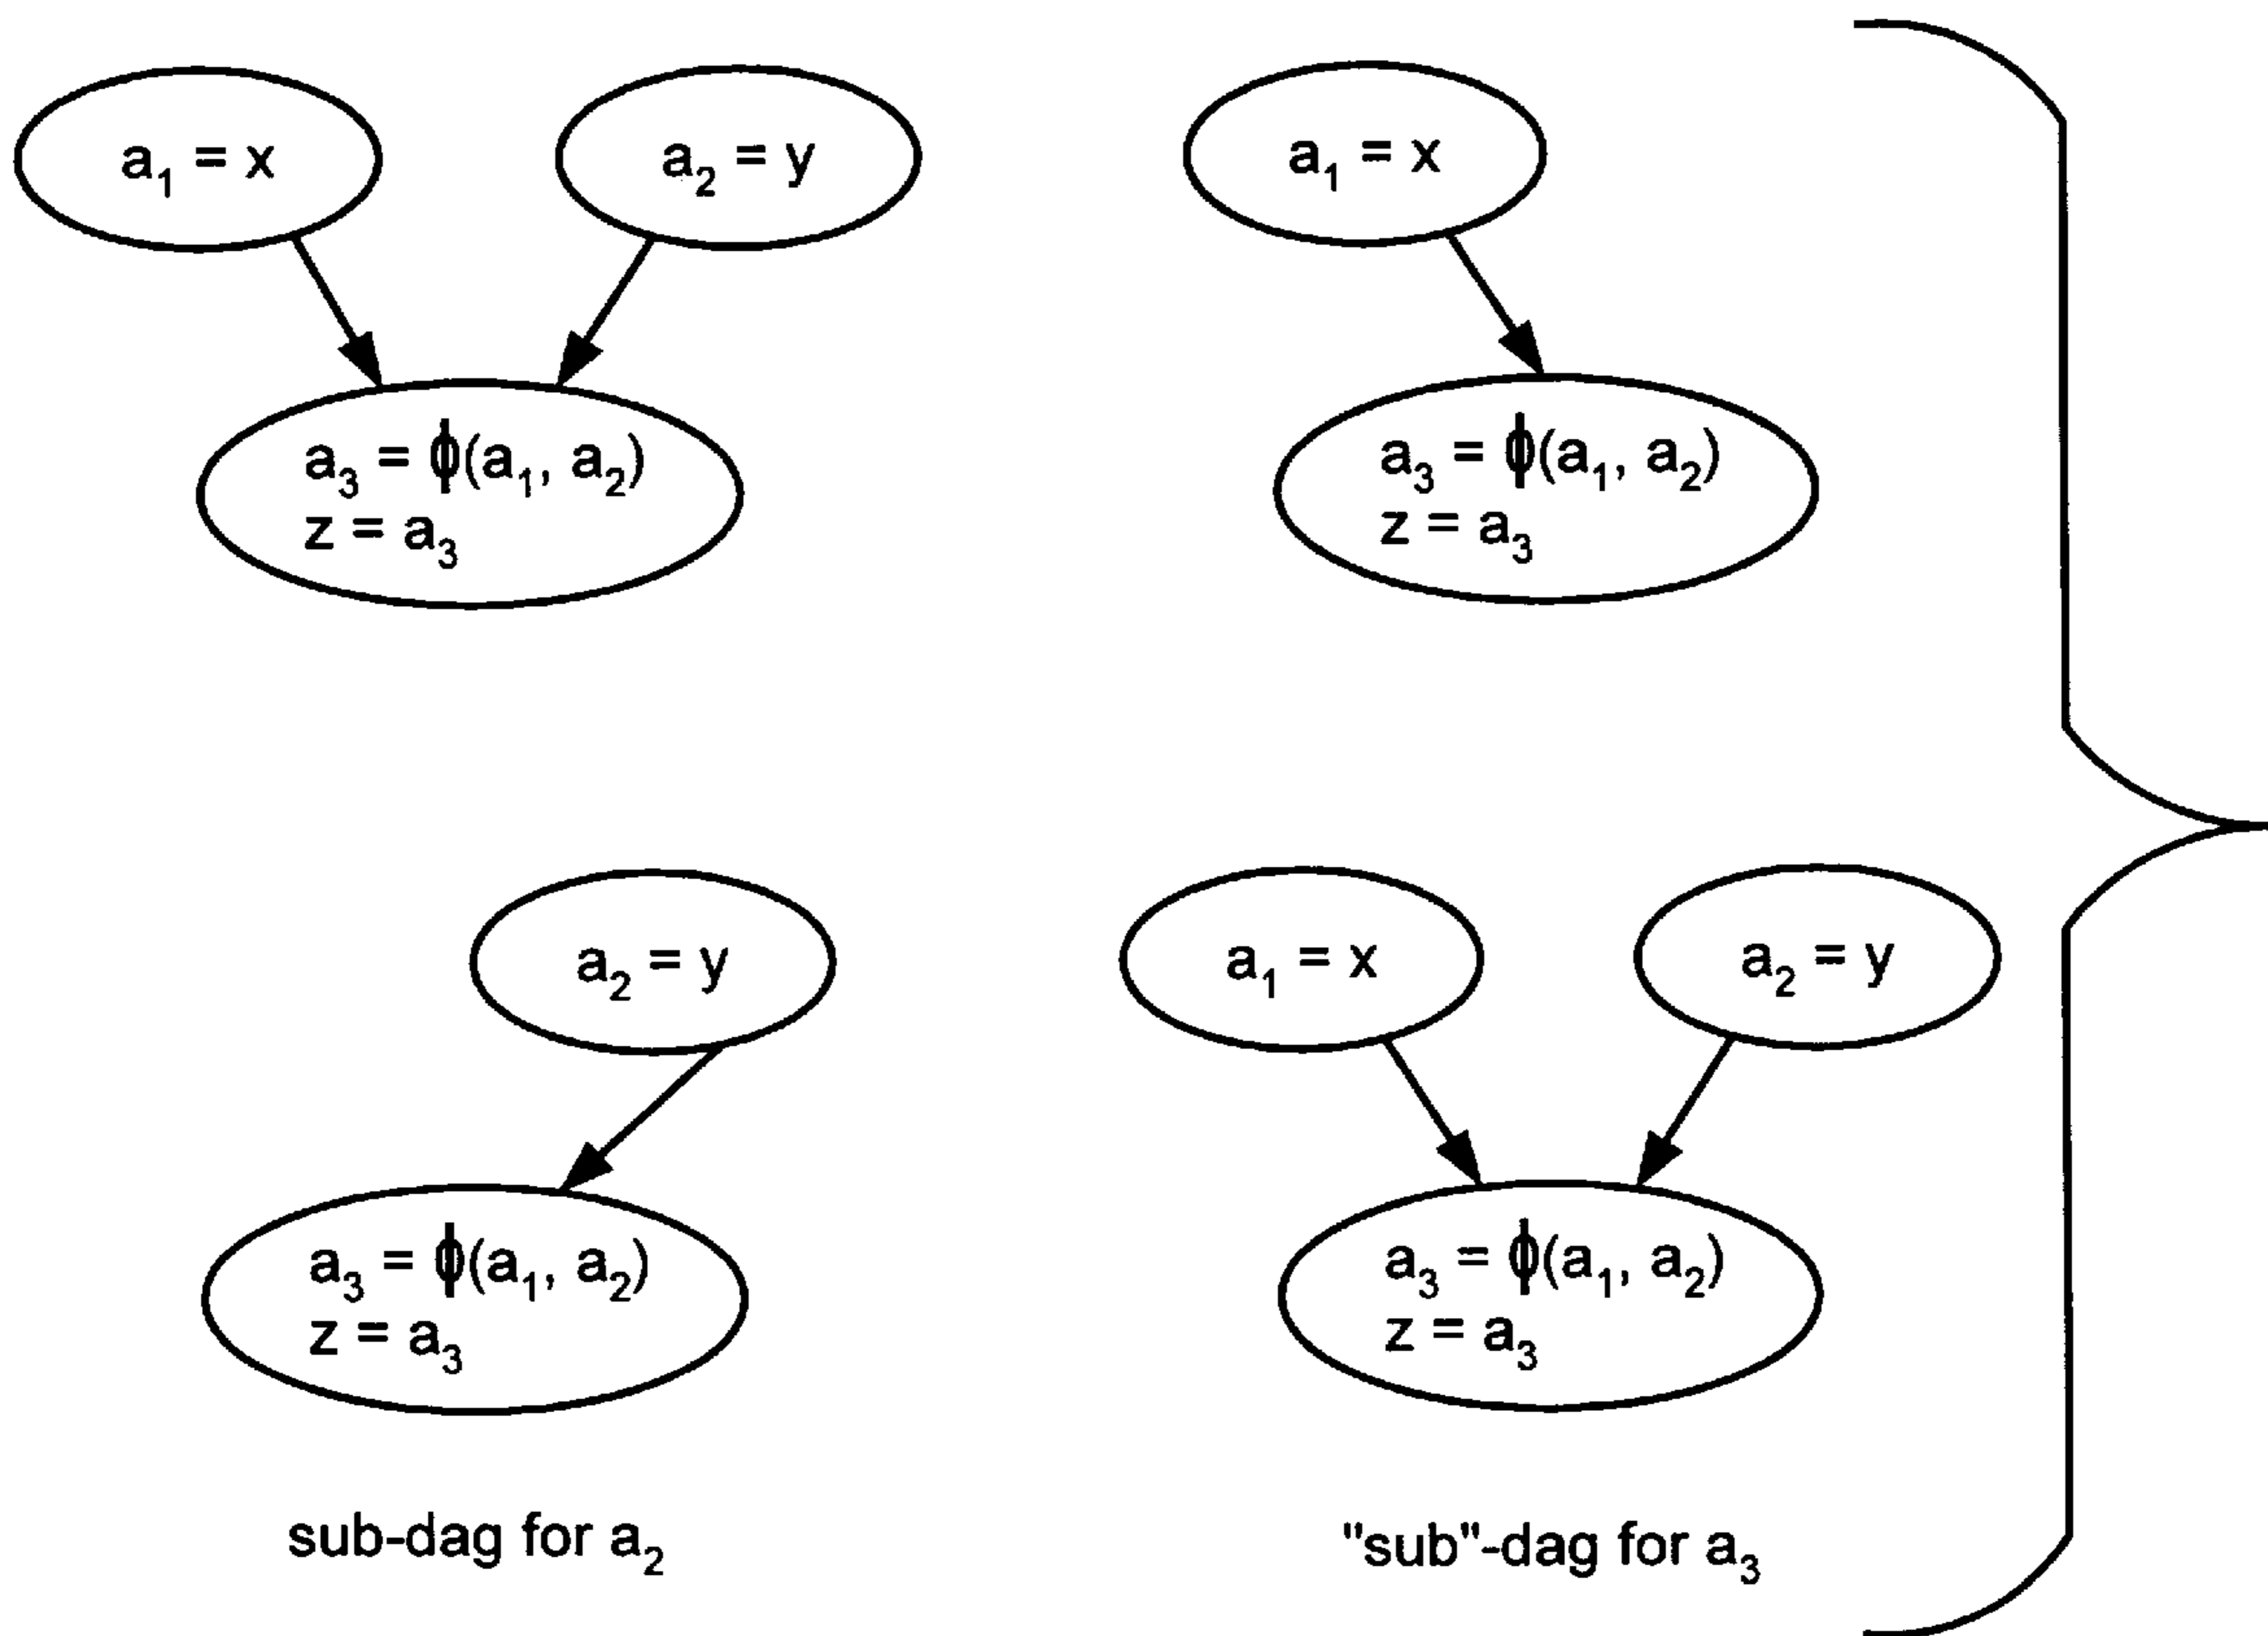 a₁ = x
a₂ = y
a₃ = ϕ(a₁, a₂)
z = a₃
a₁ = x
a₃ = ϕ(a₁, a₂)
z = a₃
a₂ = y
a₃ = ϕ(a₁, a₂)
z = a₃
sub-dag for a₂
a₁ = x
a₂ = y
a₃ = ϕ(a₁, a₂)
z = a₃
"sub"-dag for a₃